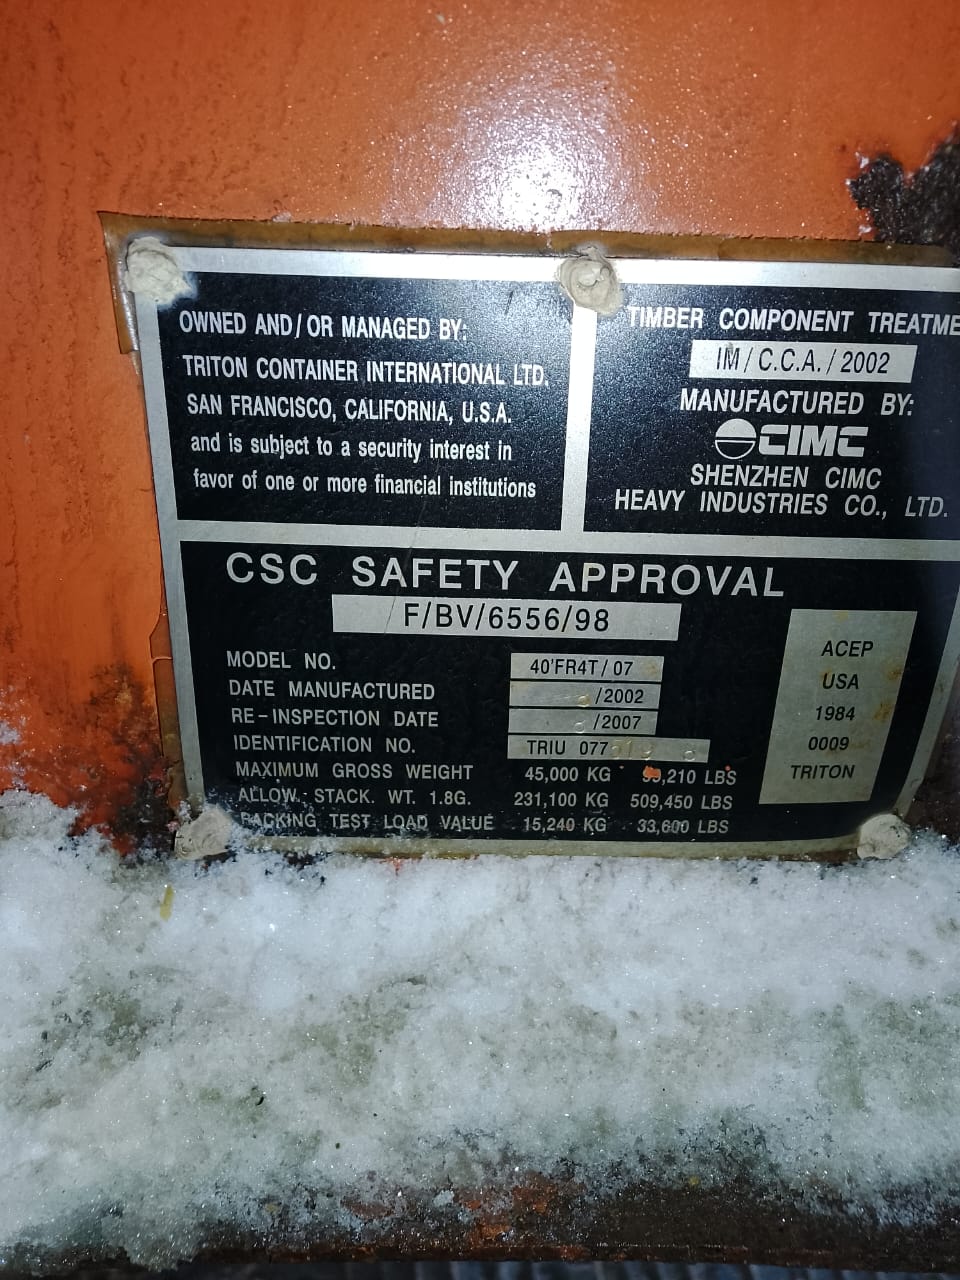 OWNED AND/OR MANAGED BY:
TRITON CONTAINER INTERNATIONAL LTD.
SAN FRANCISCO, CALIFORNIA, U.S.A.
and is subject to a security interest in
favor of one or more financial institutions
TIMBER COMPONENT TREATME
IM/C.C.A./2002
MANUFACTURED BY:
CIMC
SHENZHEN CIMC
HEAVY INDUSTRIES CO., LTD.
CSC SAFETY APPROVAL
F/BV/6556/98
MODEL NO. 40'FR4T/07
DATE MANUFACTURED /2002
RE-INSPECTION DATE /2007
IDENTIFICATION NO. TRIU 077
MAXIMUM GROSS WEIGHT 45,000 KG 99,210 LBS
ALLOW. STACK. WT. 1.8G. 231,100 KG 509,450 LBS
RACKING TEST LOAD VALUE 15,240 KG 33,600 LBS
ACEP
USA
1984
0009
TRITON